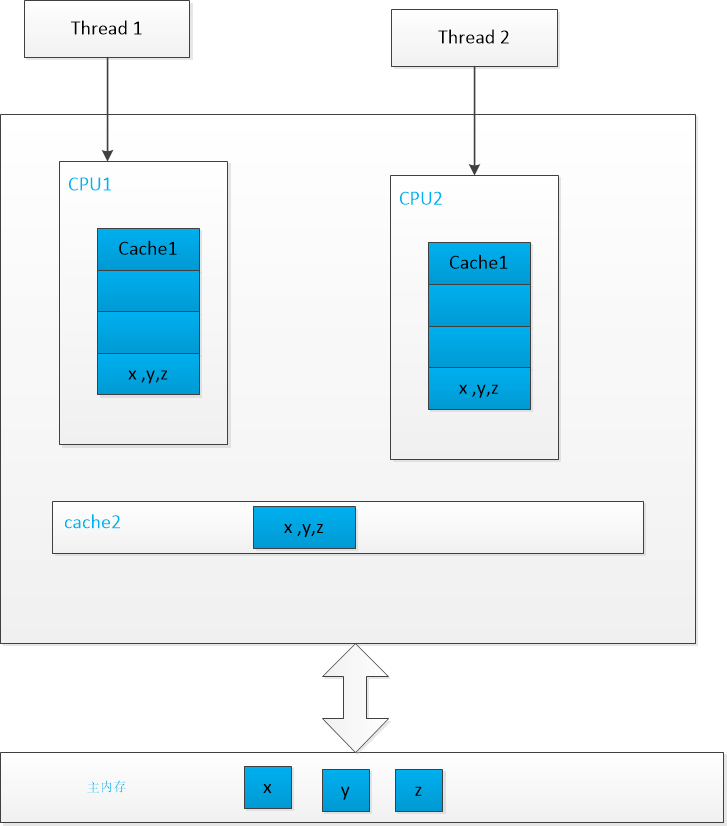 Thread 1
Thread 2
CPU1
Cache1
x ,y,z
CPU2
Cache1
x ,y,z
cache2
x ,y,z
主内存
x
y
z